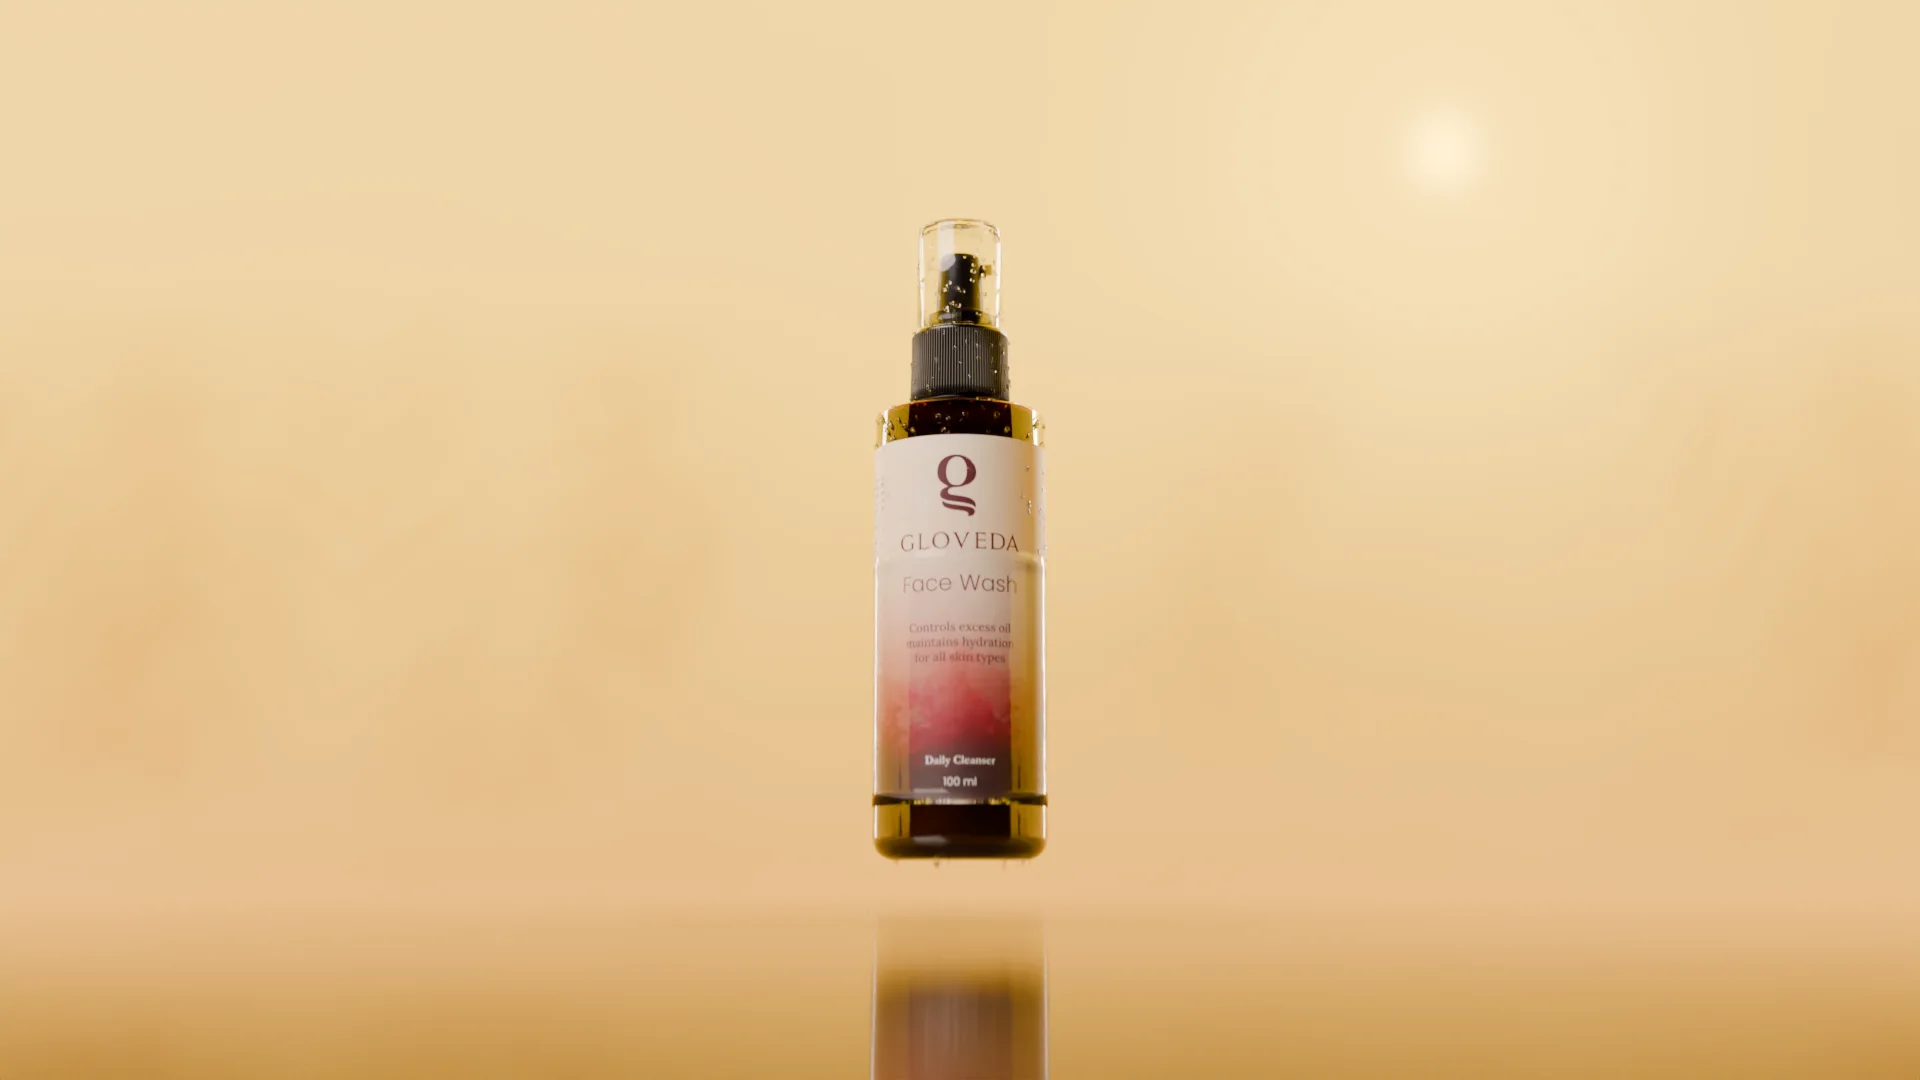 g
GLOVEDA
Face Wash
Controls excess oil
maintains hydration
for all skin types
Daily Cleanser
100 ml